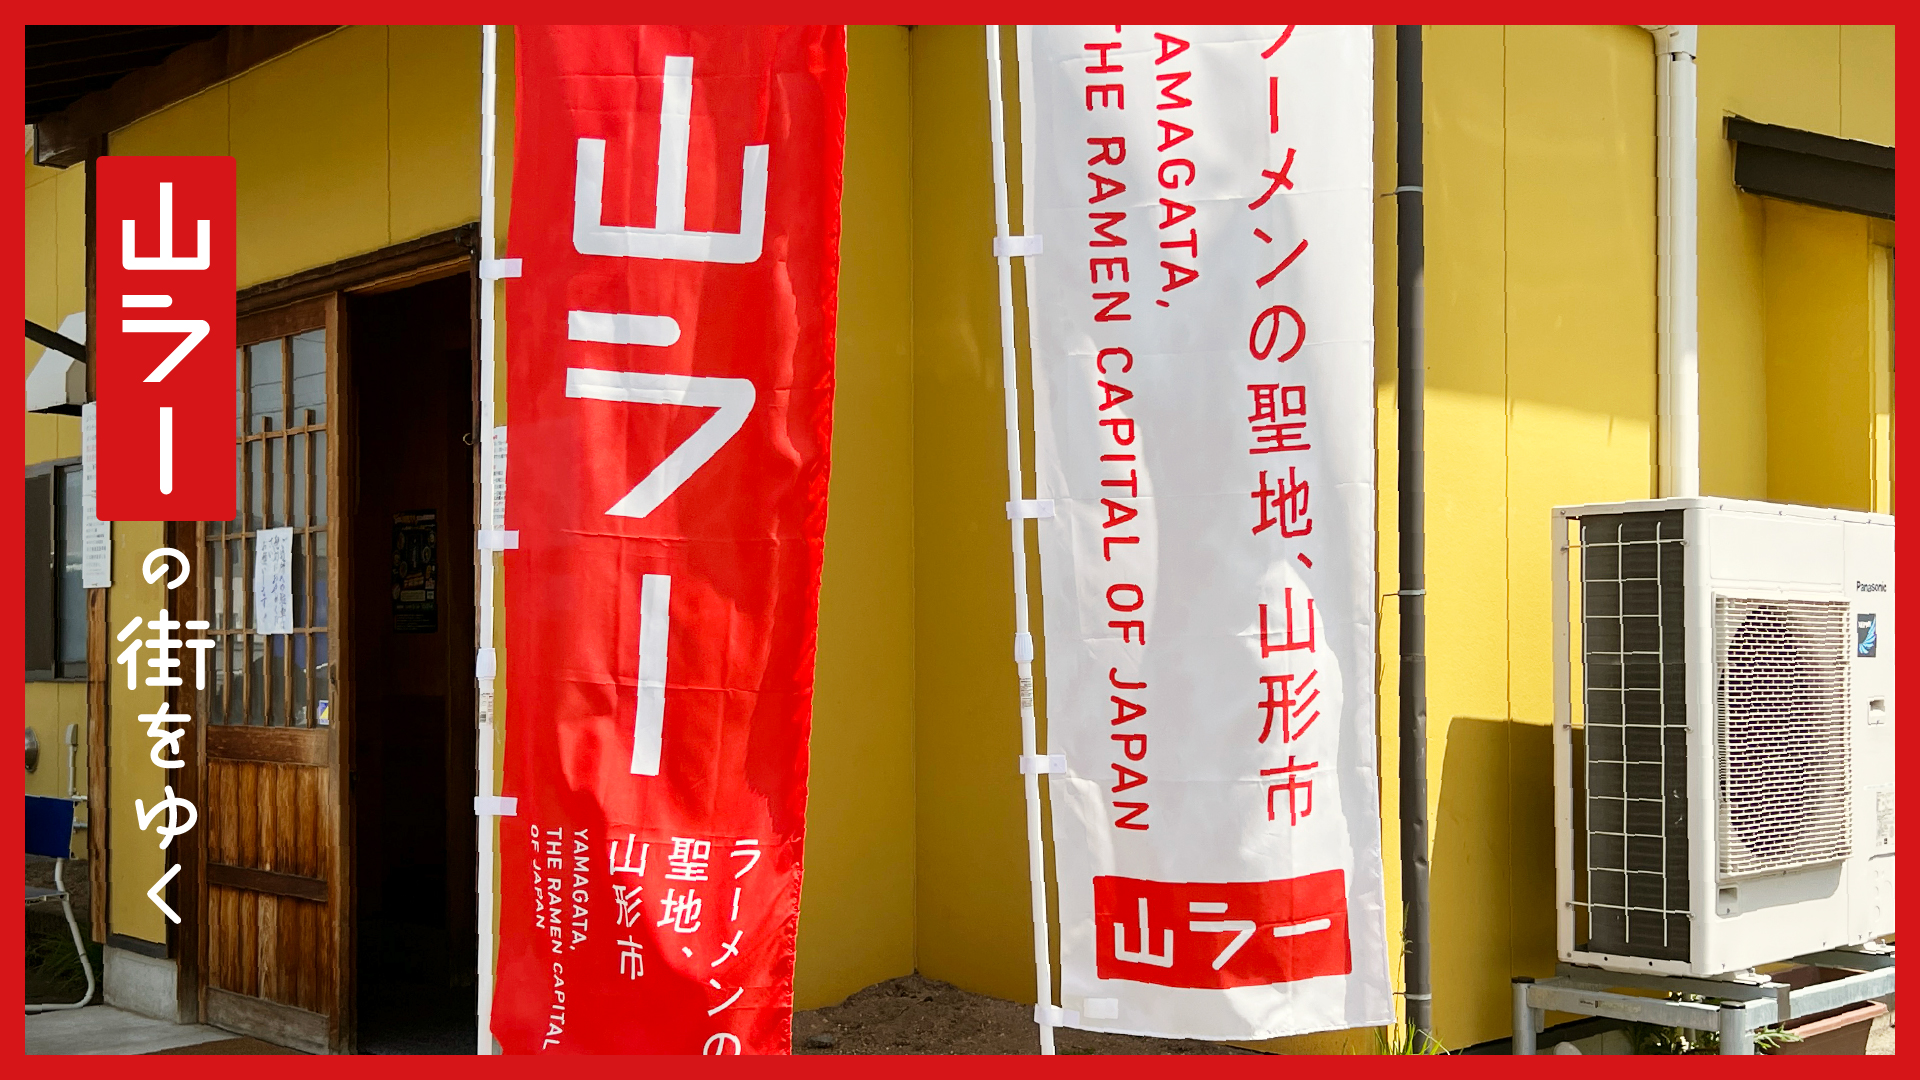 山ラー
の街をゆく
山ラー
ラーメンの
聖地、
山形市
YAMAGATA,
THE RAMEN CAPITAL
OF JAPAN
ラーメンの聖地、山形市
AMAGATA,
THE RAMEN CAPITAL OF JAPAN
山ラー
Panasonic